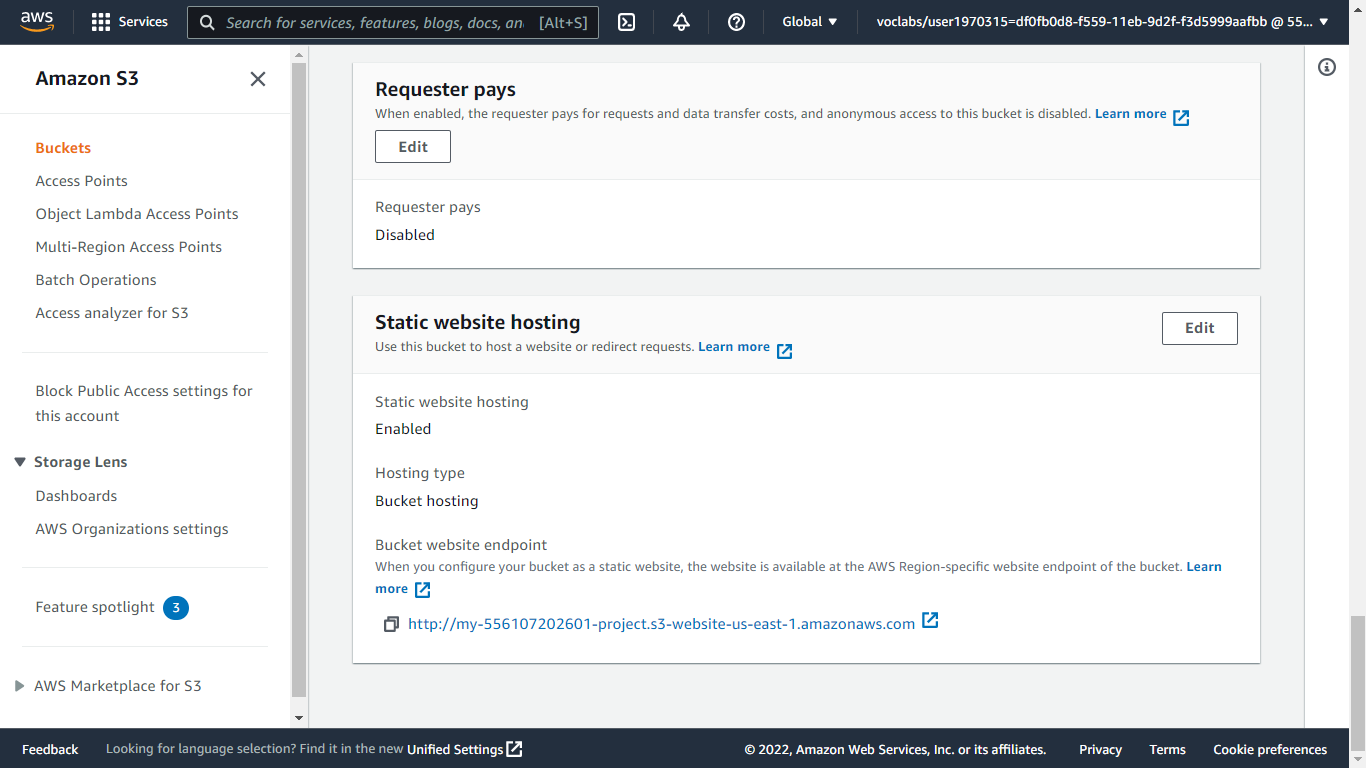 aws
Services
Search for services, features, blogs, docs, an
[Alt+S]
Global
voclabs/user1970315=df0fb0d8-f559-11eb-9d2f-f3d5999aafbb @ 55...
Amazon S3
Buckets
Access Points
Object Lambda Access Points
Multi-Region Access Points
Batch Operations
Access analyzer for S3
Block Public Access settings for
this account
Storage Lens
Dashboards
AWS Organizations settings
Feature spotlight 3
AWS Marketplace for S3
Requester pays
When enabled, the requester pays for requests and data transfer costs, and anonymous access to this bucket is disabled. Learn more
Edit
Requester pays
Disabled
Static website hosting
Use this bucket to host a website or redirect requests. Learn more
Edit
Static website hosting
Enabled
Hosting type
Bucket hosting
Bucket website endpoint
When you configure your bucket as a static website, the website is available at the AWS Region-specific website endpoint of the bucket. Learn
more
http://my-556107202601-project.s3-website-us-east-1.amazonaws.com
Feedback
Looking for language selection? Find it in the new Unified Settings
© 2022, Amazon Web Services, Inc. or its affiliates.
Privacy
Terms
Cookie preferences